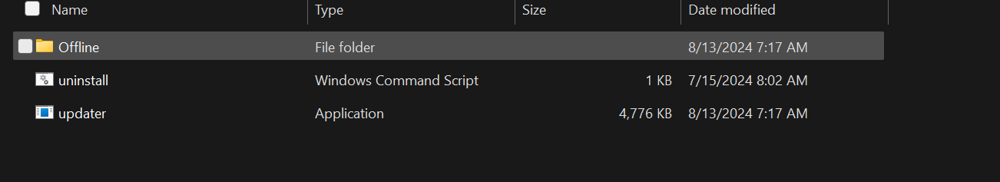 Name Type Size Date modified
Offline File folder 8/13/2024 7:17 AM
uninstall Windows Command Script 1 KB 7/15/2024 8:02 AM
updater Application 4,776 KB 8/13/2024 7:17 AM